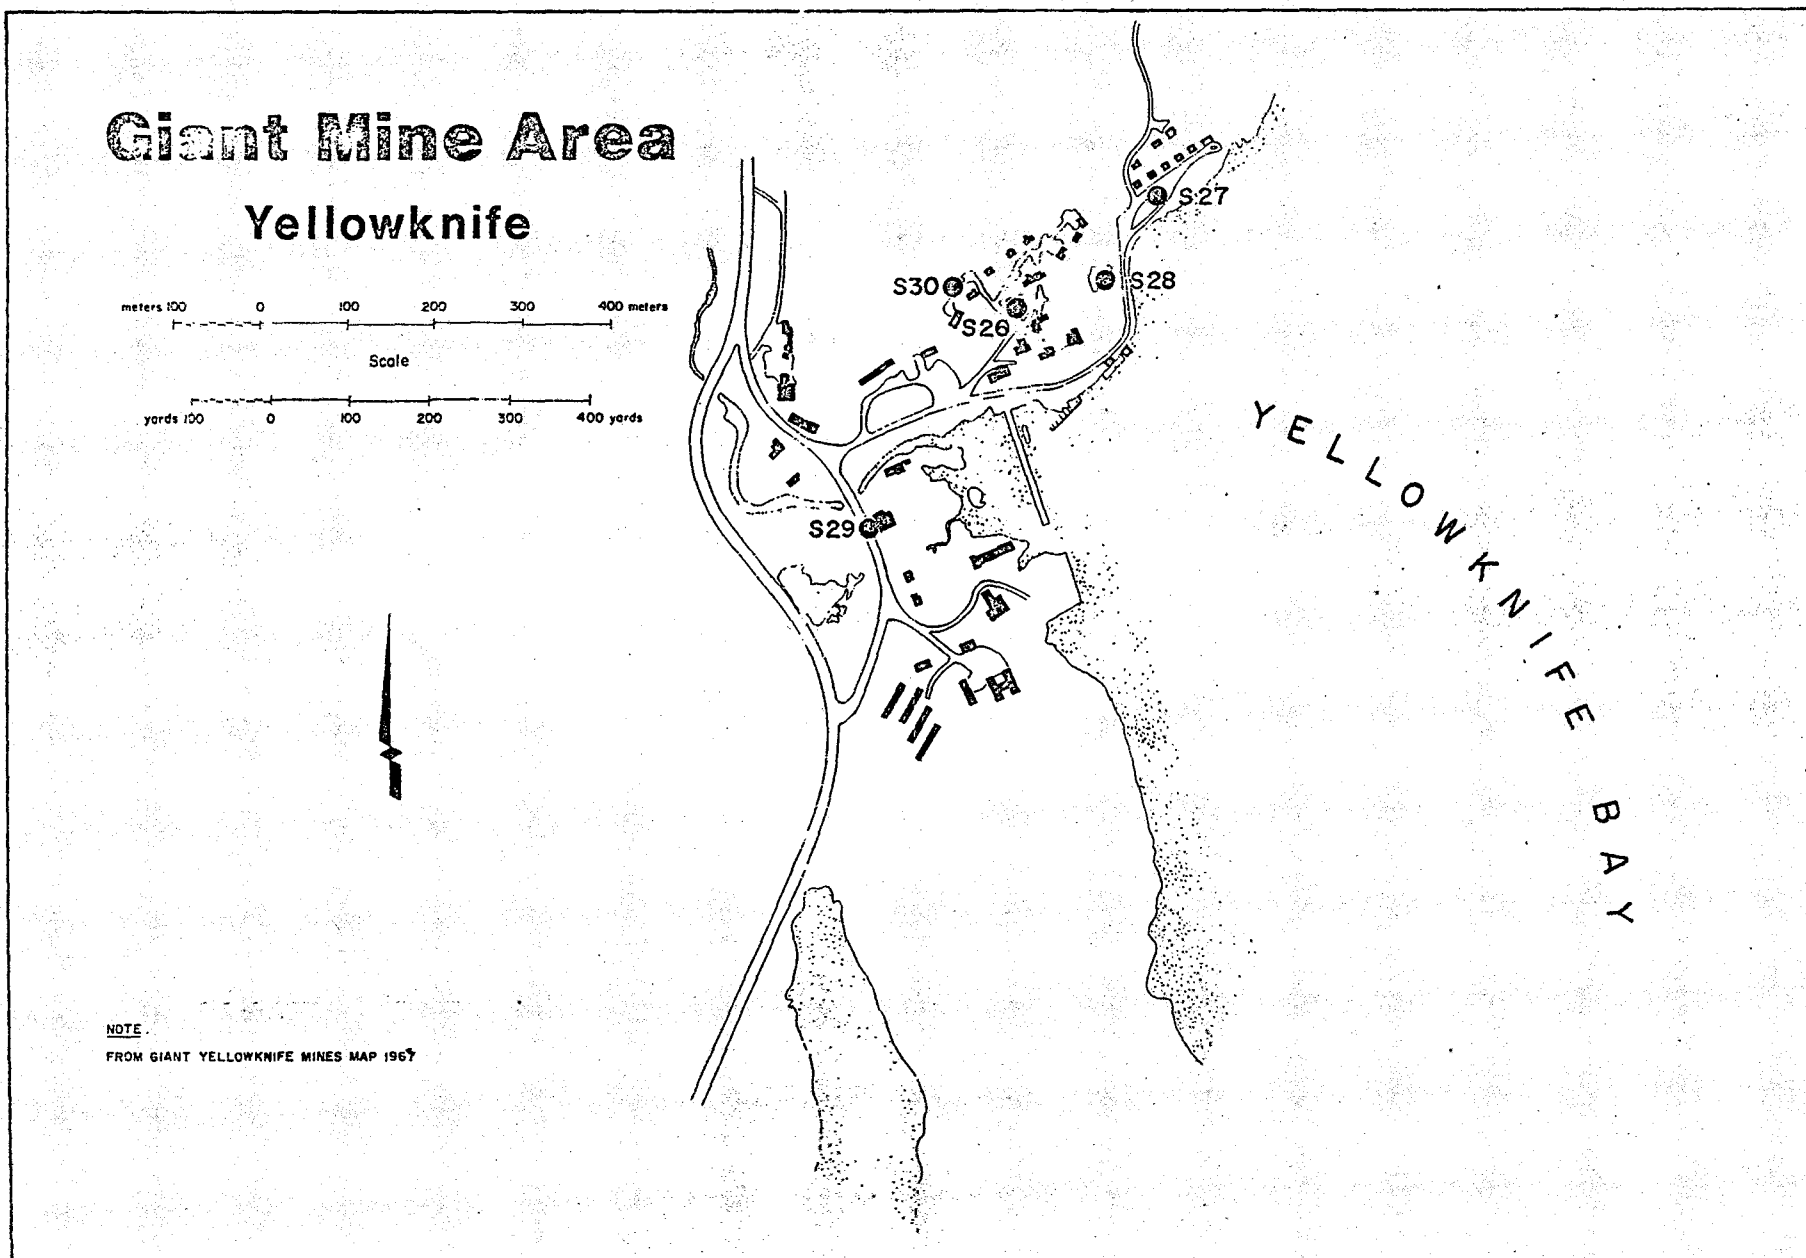 Giant Mine Area
Yellowknife
meters 100 0 100 200 300 400 meters
Scale
yards 100 0 100 200 300 400 yards
S27
S28
S30
S26
S29
YELLOWKNIFE BAY
NOTE.
FROM GIANT YELLOWKNIFE MINES MAP